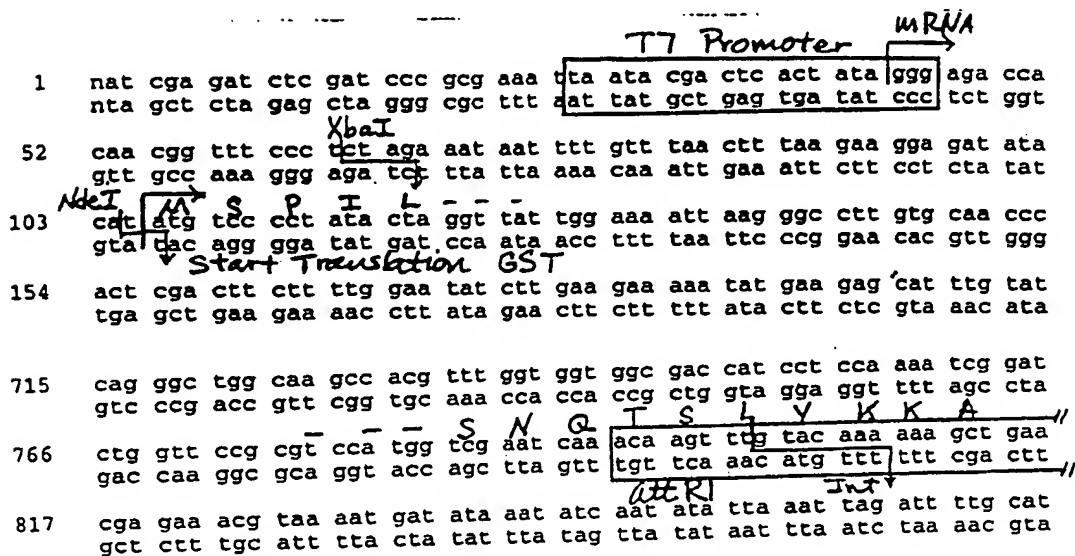 mRNA
T7 Promoter
1 nat cga gat ctc gat ccc gcg aaa tta ata cga ctc act ata ggg aga cca
nta gct cta gag cta ggg cgc ttt aat tat gct gag tga tat ccc tct ggt
XbaI
52 caa cgg ttt ccc tct aga aat aat ttt gtt taa ctt taa gaa gga gat ata
gtt gcc aaa ggg aga tct tta tta aaa caa att gaa att ctt cct cta tat
NdeI M S P I L - - -
103 cat atg tcc cct ata cta ggt tat tgg aaa att aag ggc ctt gtg caa ccc
gta tac agg gga tat gat cca ata acc ttt taa ttc ccg gaa cac gtt ggg
Start Translation GST
154 act cga ctt ctt ttg gaa tat ctt gaa gaa aaa tat gaa gag cat ttg tat
tga gct gaa gaa aac ctt ata gaa ctt ctt ttt ata ctt ctc gta aac ata
715 cag ggc tgg caa gcc acg ttt ggt ggt ggc gac cat cct cca aaa tcg gat
gtc ccg acc gtt cgg tgc aaa cca cca ccg ctg gta gga ggt ttt agc cta
- - - S N Q T S L Y K K A
766 ctg gtt ccg cgt cca tgg tcg aat caa aca agt ttg tac aaa aaa gct gaa
gac caa ggc gca ggt acc agc tta gtt tgt tca aac atg ttt ttt cga ctt
attR1 Int
817 cga gaa acg taa aat gat ata aat atc aat ata tta aat tag att ttg cat
gct ctt tgc att tta cta tat tta tag tta tat aat tta atc taa aac gta